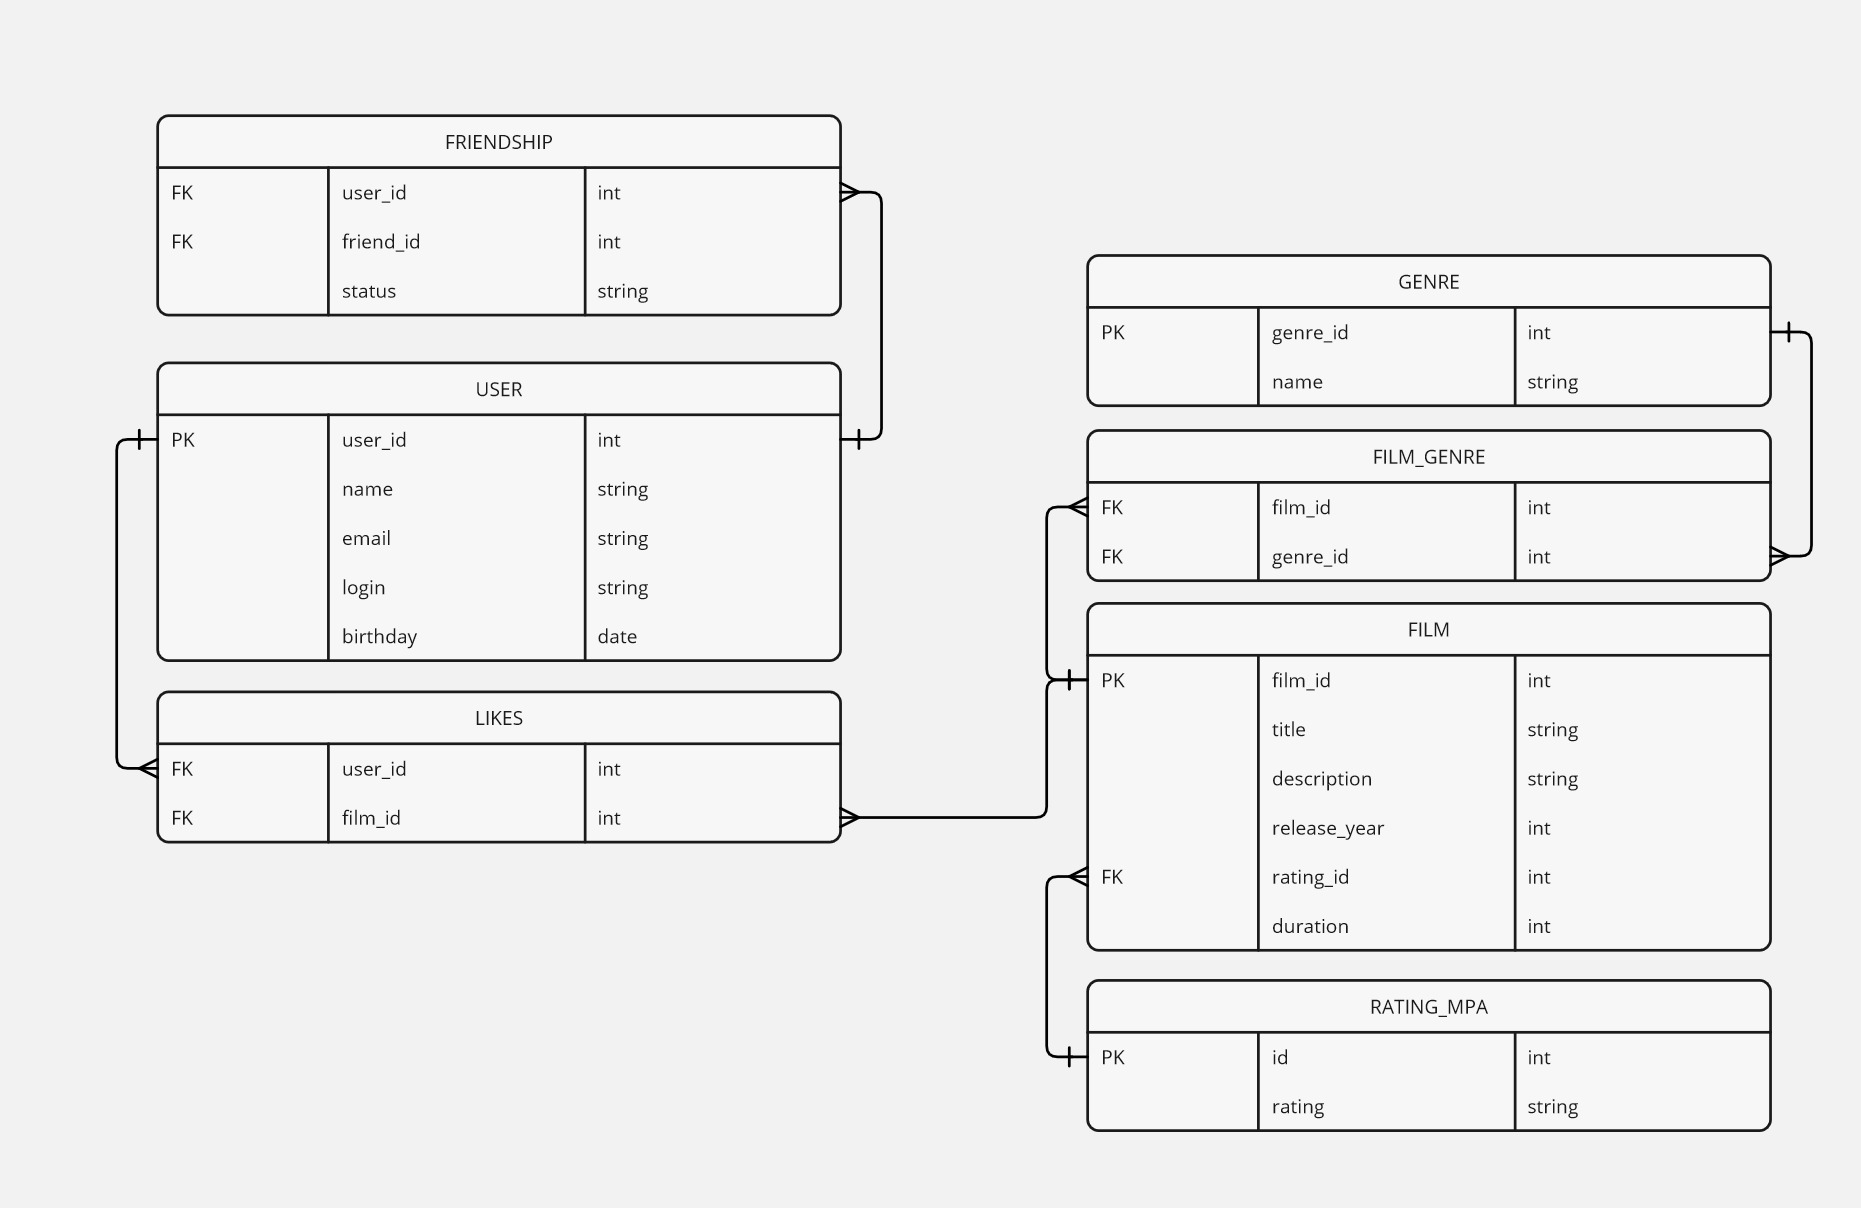 FRIENDSHIP
FK user_id int
FK friend_id int
status string
USER
PK user_id int
name string
email string
login string
birthday date
LIKES
FK user_id int
FK film_id int
GENRE
PK genre_id int
name string
FILM_GENRE
FK film_id int
FK genre_id int
FILM
PK film_id int
title string
description string
release_year int
FK rating_id int
duration int
RATING_MPA
PK id int
rating string